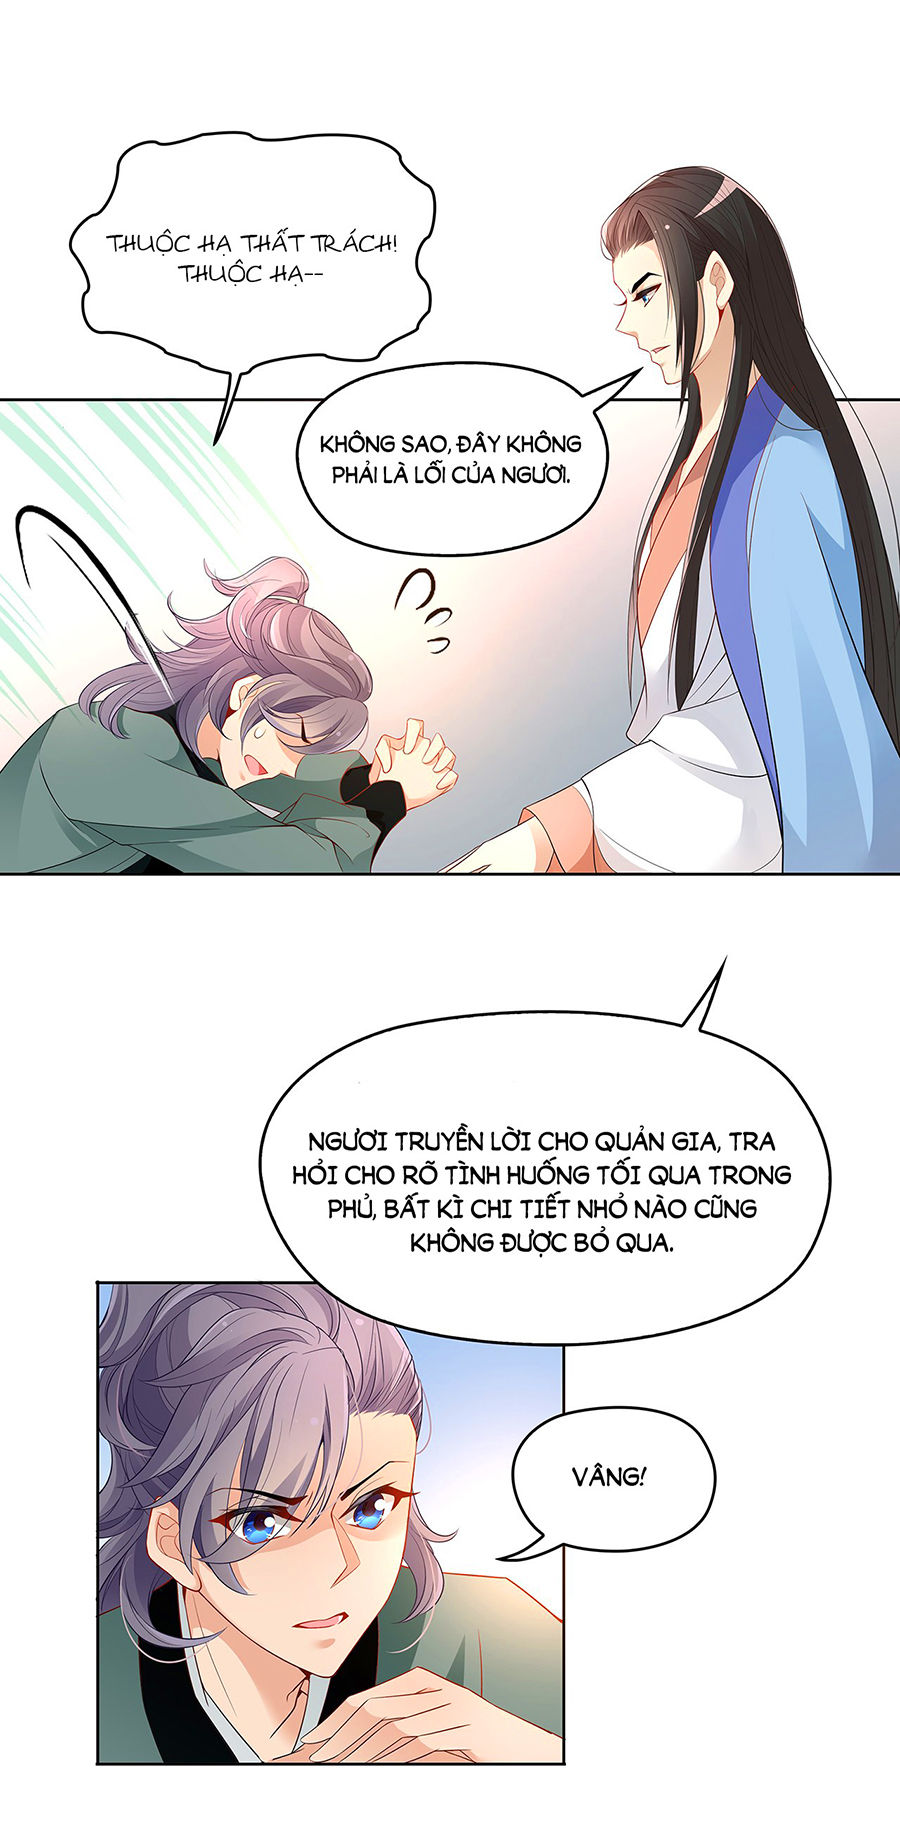 THUỘC HẠ THẤT TRÁCH!
THUỘC HẠ--
KHÔNG SAO, ĐÂY KHÔNG
PHẢI LÀ LỖI CỦA NGƯƠI.
NGƯƠI TRUYỀN LỜI CHO QUẢN GIA, TRA
HỎI CHO RÕ TÌNH HUỐNG TỐI QUA TRONG
PHỦ, BẤT KÌ CHI TIẾT NHỎ NÀO CŨNG
KHÔNG ĐƯỢC BỎ QUA.
VÂNG!